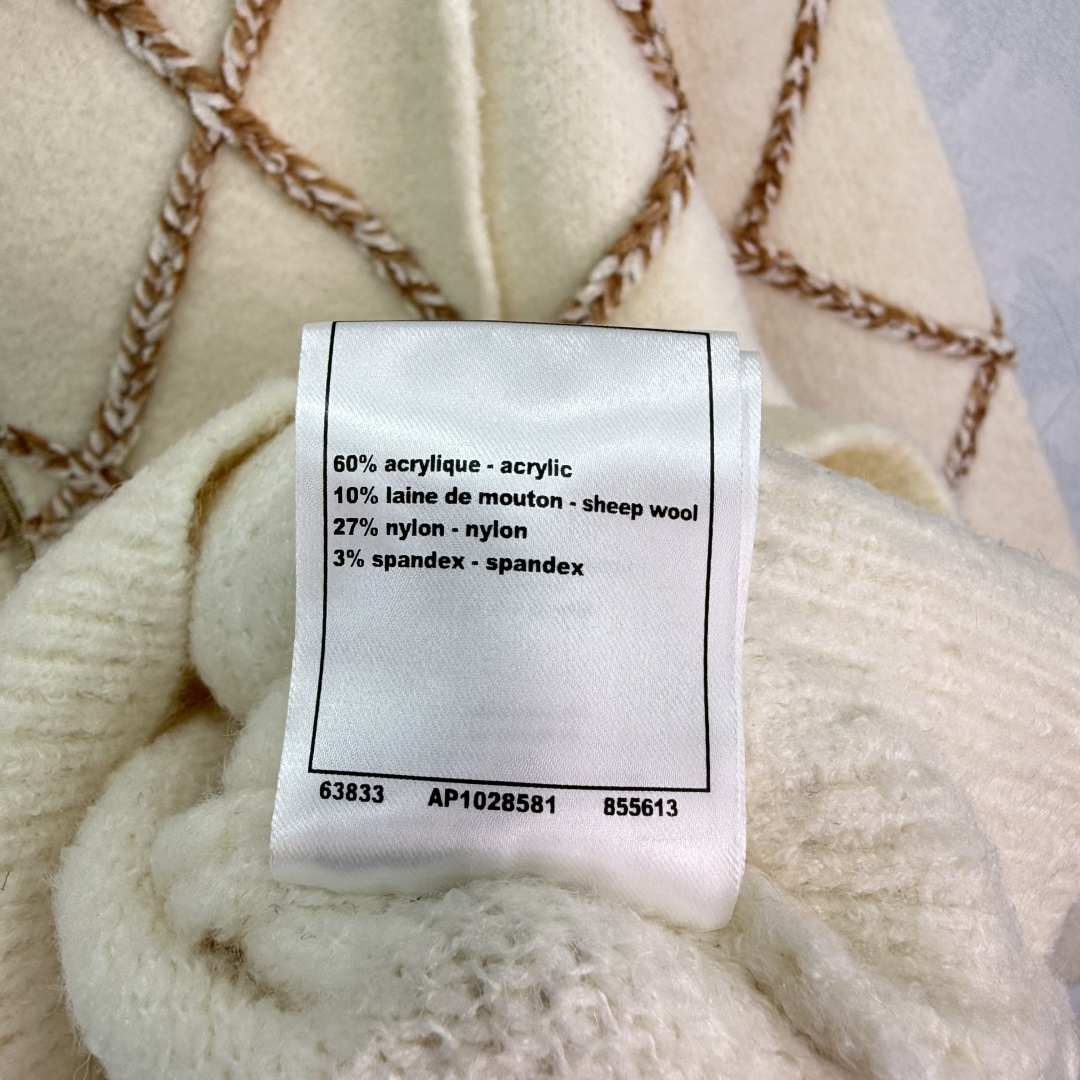 60% acrylique - acrylic
10% laine de mouton - sheep wool
27% nylon - nylon
3% spandex - spandex
63833 AP1028581 855613